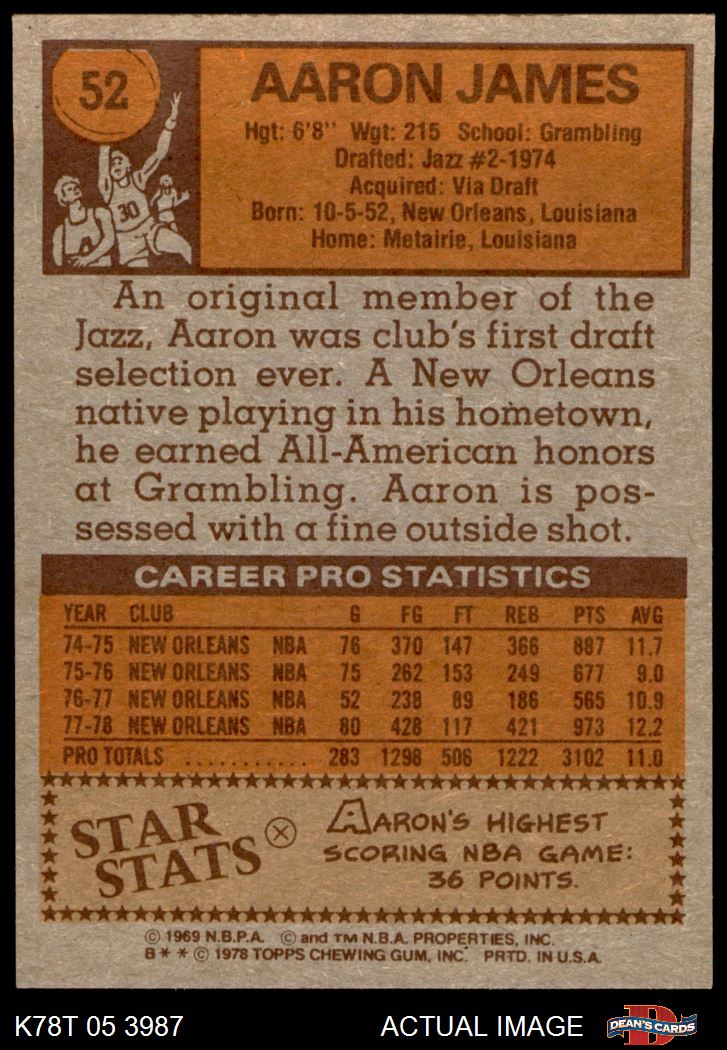 52
AARON JAMES
Hgt: 6'8" Wgt: 215 School: Grambling
Drafted: Jazz #2-1974
Acquired: Via Draft
Born: 10-5-52, New Orleans, Louisiana
Home: Metairie, Louisiana
30
An original member of the
Jazz, Aaron was club's first draft
selection ever. A New Orleans
native playing in his hometown,
he earned All-American honors
at Grambling. Aaron is pos-
sessed with a fine outside shot.
CAREER PRO STATISTICS
YEAR CLUB G FG FT REB PTS AVG
74-75 NEW ORLEANS NBA 76 370 147 366 887 11.7
75-76 NEW ORLEANS NBA 75 262 153 249 677 9.0
76-77 NEW ORLEANS NBA 52 238 89 186 565 10.9
77-78 NEW ORLEANS NBA 80 428 117 421 973 12.2
PRO TOTALS ........... 283 1298 506 1222 3102 11.0
STAR
STATS
AARON'S HIGHEST
SCORING NBA GAME:
36 POINTS.
© 1969 N.B.P.A. © and TM N.B.A. PROPERTIES, INC.
B * * © 1978 TOPPS CHEWING GUM, INC. PRTD. IN U.S.A.
K78T 05 3987 ACTUAL IMAGE D DEAN'S CARDS